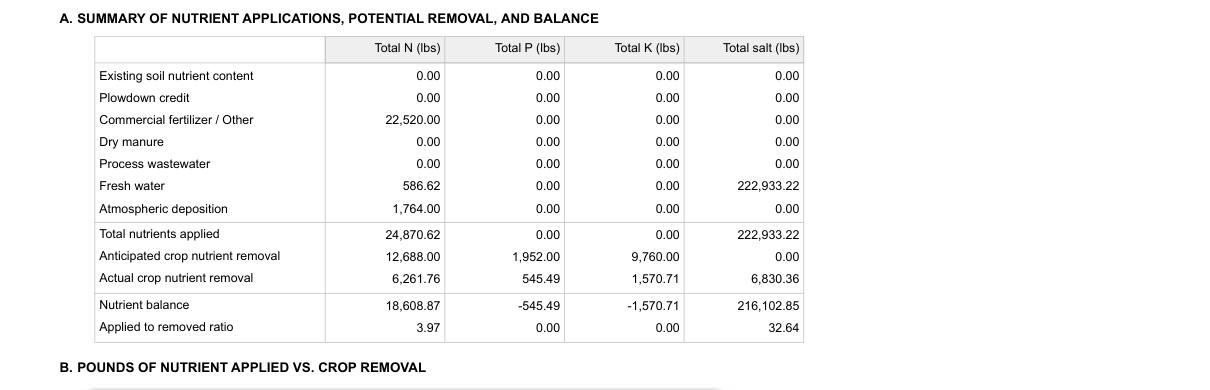 A. SUMMARY OF NUTRIENT APPLICATIONS, POTENTIAL REMOVAL, AND BALANCE
Total N (lbs) Total P (lbs) Total K (lbs) Total salt (lbs)
Existing soil nutrient content 0.00 0.00 0.00 0.00
Plowdown credit 0.00 0.00 0.00 0.00
Commercial fertilizer / Other 22,520.00 0.00 0.00 0.00
Dry manure 0.00 0.00 0.00 0.00
Process wastewater 0.00 0.00 0.00 0.00
Fresh water 586.62 0.00 0.00 222,933.22
Atmospheric deposition 1,764.00 0.00 0.00 0.00
Total nutrients applied 24,870.62 0.00 0.00 222,933.22
Anticipated crop nutrient removal 12,688.00 1,952.00 9,760.00 0.00
Actual crop nutrient removal 6,261.76 545.49 1,570.71 6,830.36
Nutrient balance 18,608.87 -545.49 -1,570.71 216,102.85
Applied to removed ratio 3.97 0.00 0.00 32.64
B. POUNDS OF NUTRIENT APPLIED VS. CROP REMOVAL